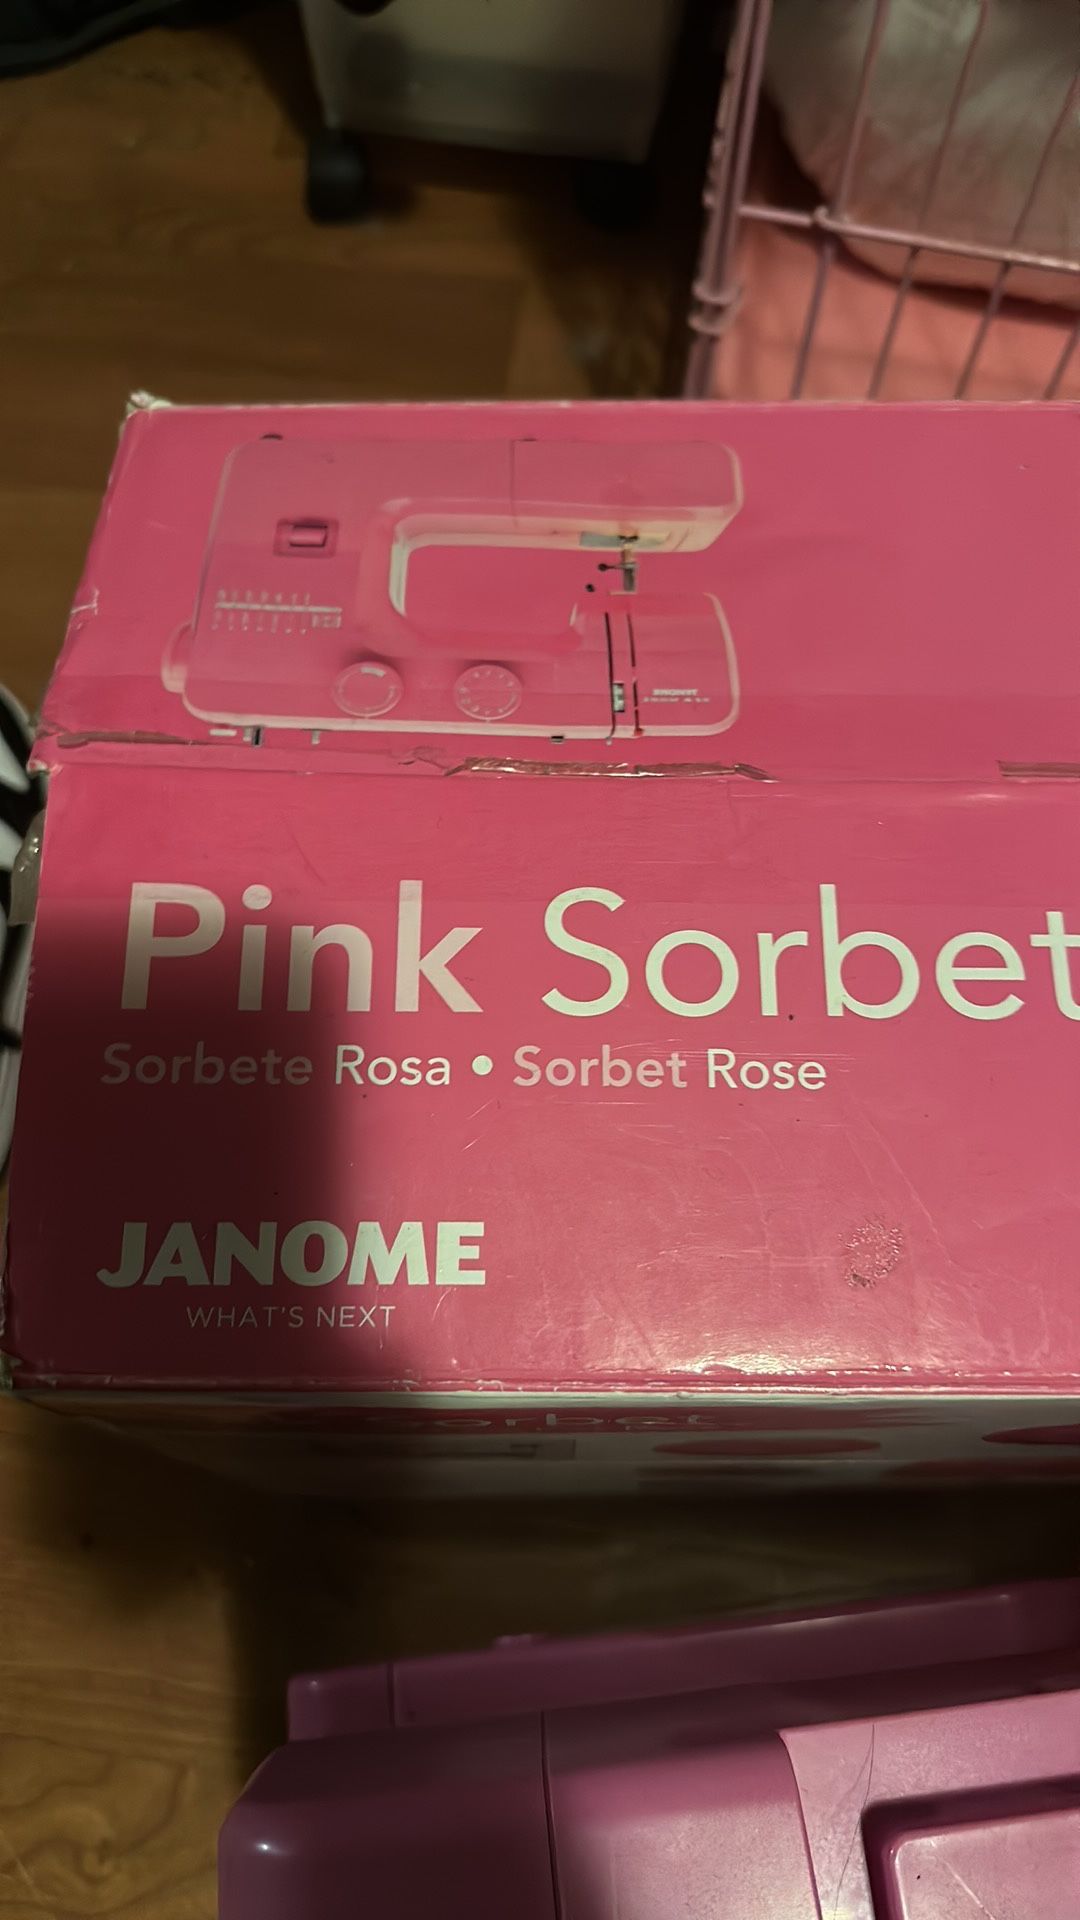 Pink Sorbet
Sorbete Rosa • Sorbet Rose
JANOME
WHAT'S NEXT